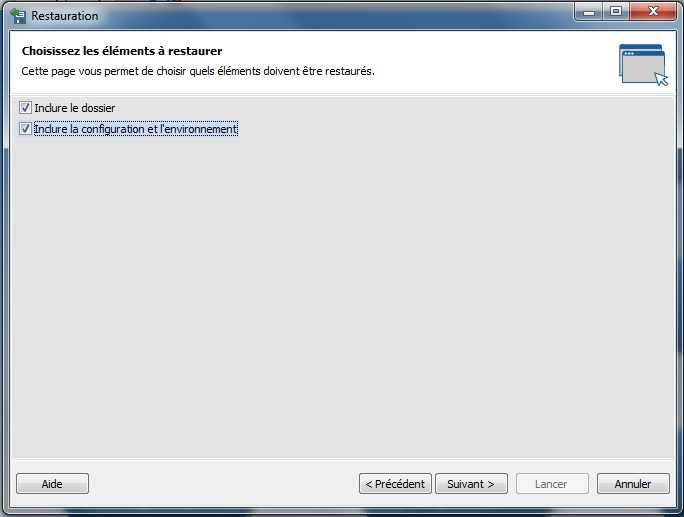 Restauration
Choisissez les éléments à restaurer
Cette page vous permet de choisir quels éléments doivent être restaurés.
Inclure le dossier
Inclure la configuration et l'environnement
Aide
< Précédent
Suivant >
Lancer
Annuler